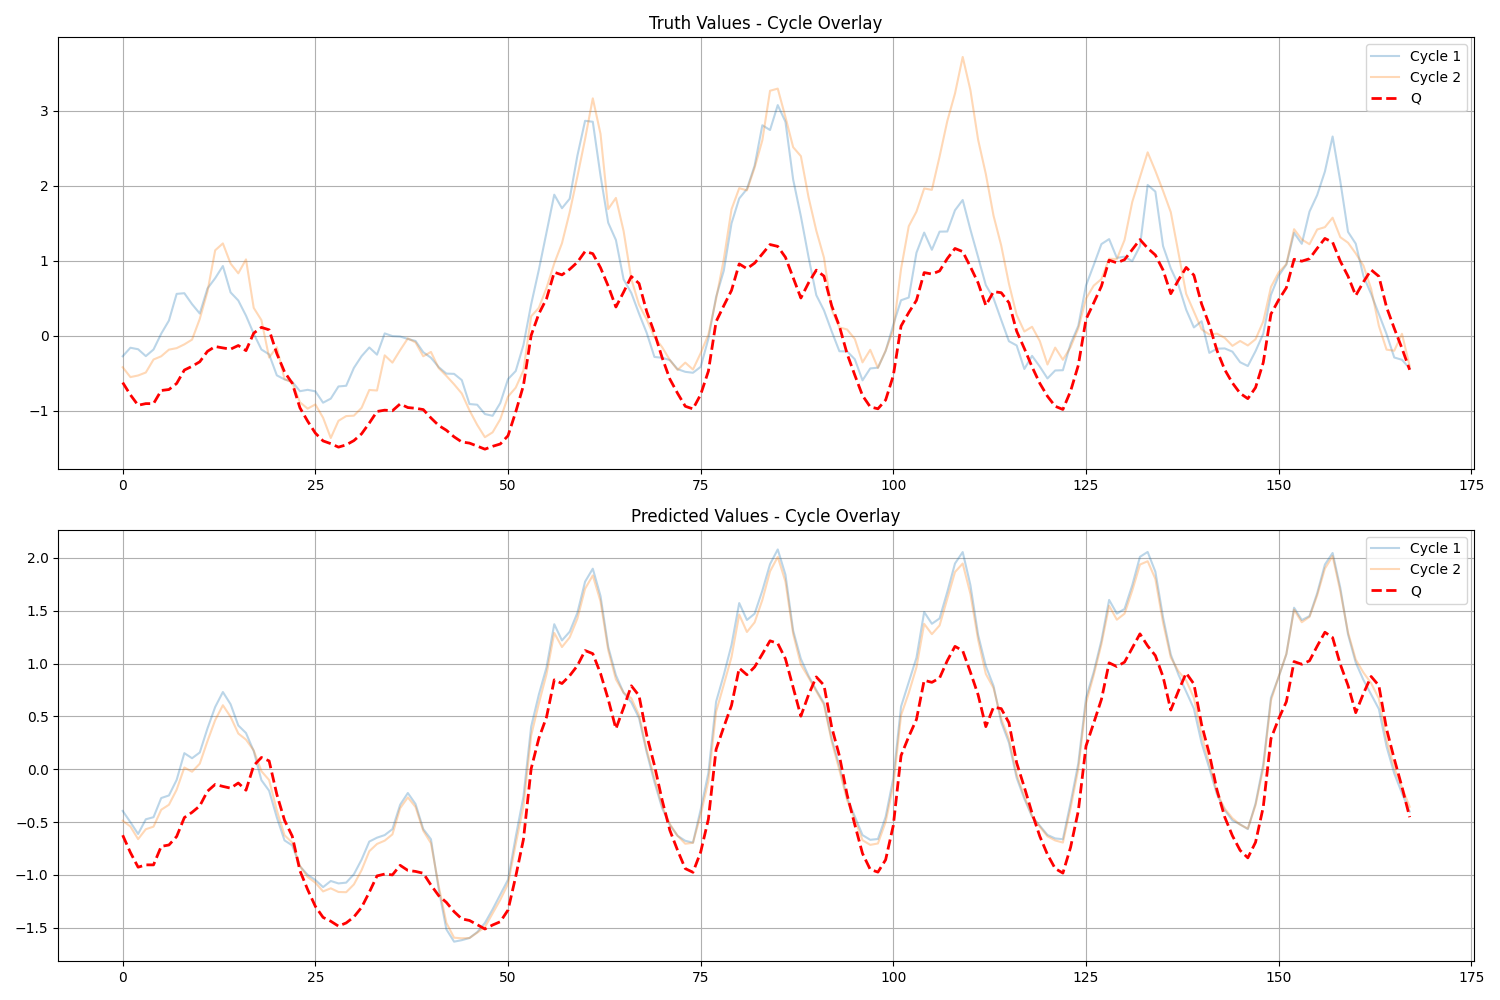 Truth Values - Cycle Overlay
Cycle 1
Cycle 2
Q
3
2
1
0
−1
0 25 50 75 100 125 150 175
Predicted Values - Cycle Overlay
Cycle 1
Cycle 2
Q
2.0
1.5
1.0
0.5
0.0
−0.5
−1.0
−1.5
0 25 50 75 100 125 150 175